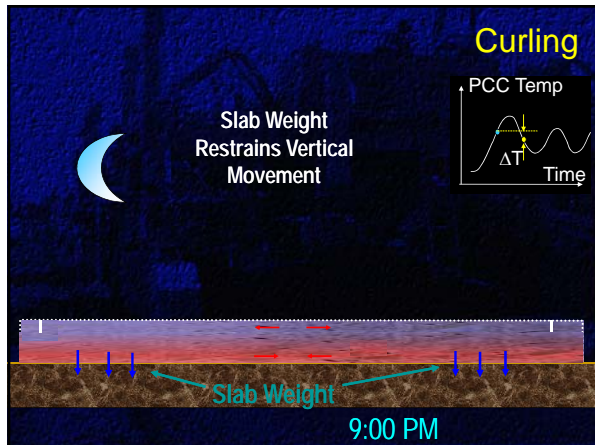 Curling
PCC Temp
ΔT
Time
Slab Weight
Restrains Vertical
Movement
Slab Weight
9:00 PM